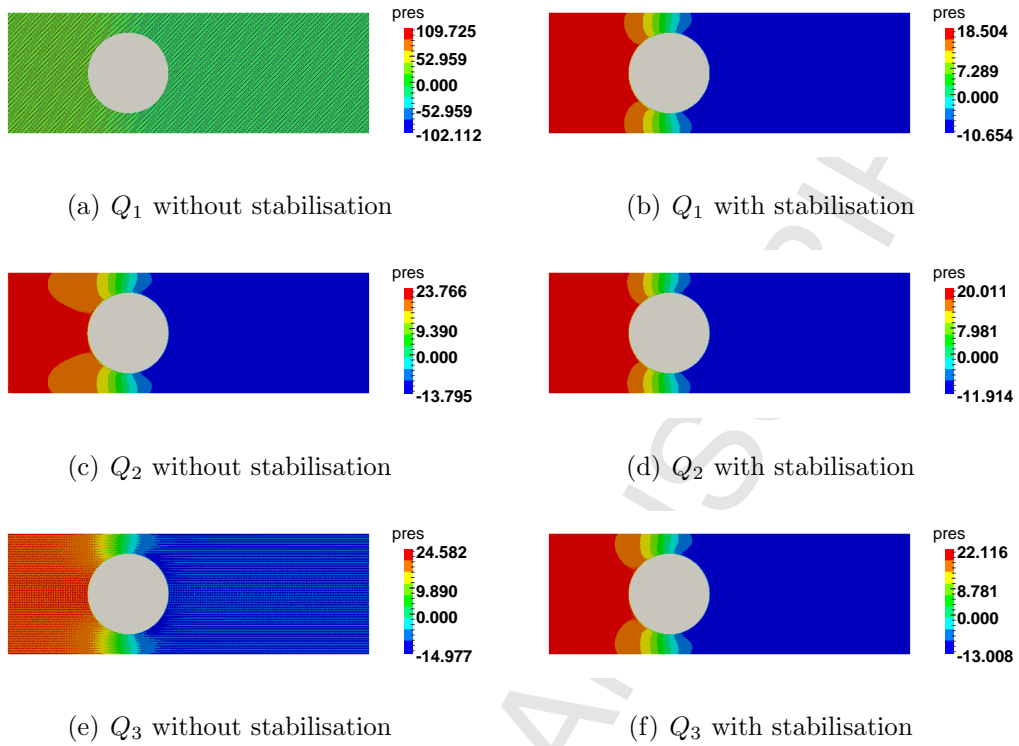 pres
109.725
52.959
0.000
-52.959
-102.112
pres
18.504
7.289
0.000
-10.654
(a) Q1 without stabilisation
(b) Q1 with stabilisation
pres
23.766
9.390
0.000
-13.795
pres
20.011
7.981
0.000
-11.914
(c) Q2 without stabilisation
(d) Q2 with stabilisation
pres
24.582
9.890
0.000
-14.977
pres
22.116
8.781
0.000
-13.008
(e) Q3 without stabilisation
(f) Q3 with stabilisation